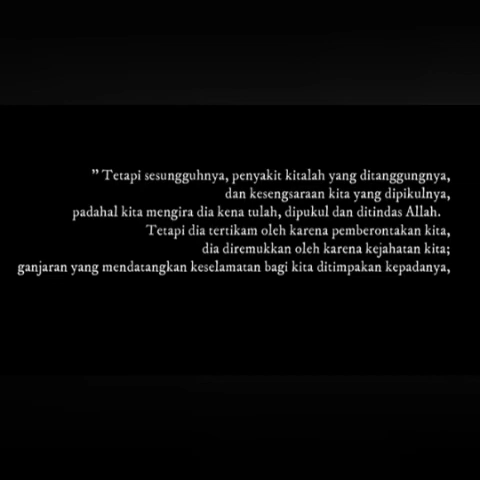 " Tetapi sesungguhnya, penyakit kitalah yang ditanggungnya,
dan kesengsaraan kita yang dipikulnya,
padahal kita mengira dia kena tulah, dipukul dan ditindas Allah.
Tetapi dia tertikam oleh karena pemberontakan kita,
dia diremukkan oleh karena kejahatan kita;
ganjaran yang mendatangkan keselamatan bagi kita ditimpakan kepadanya,